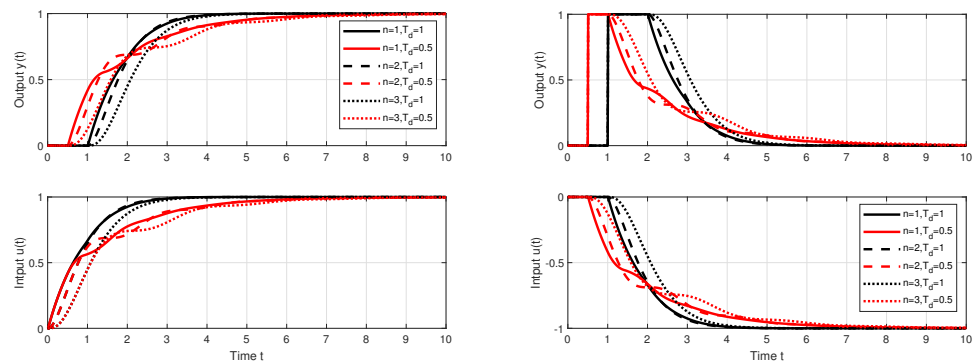 Output y(t)
1
0.5
0
0 1 2 3 4 5 6 7 8 9 10
n=1,T_d=1
n=1,T_d=0.5
n=2,T_d=1
n=2,T_d=0.5
n=3,T_d=1
n=3,T_d=0.5
Output y(t)
1
0.5
0
0 1 2 3 4 5 6 7 8 9 10
Intput u(t)
1
0.5
0
0 1 2 3 4 5 6 7 8 9 10
Time t
Intput u(t)
0
-0.5
-1
0 1 2 3 4 5 6 7 8 9 10
Time t
n=1,T_d=1
n=1,T_d=0.5
n=2,T_d=1
n=2,T_d=0.5
n=3,T_d=1
n=3,T_d=0.5